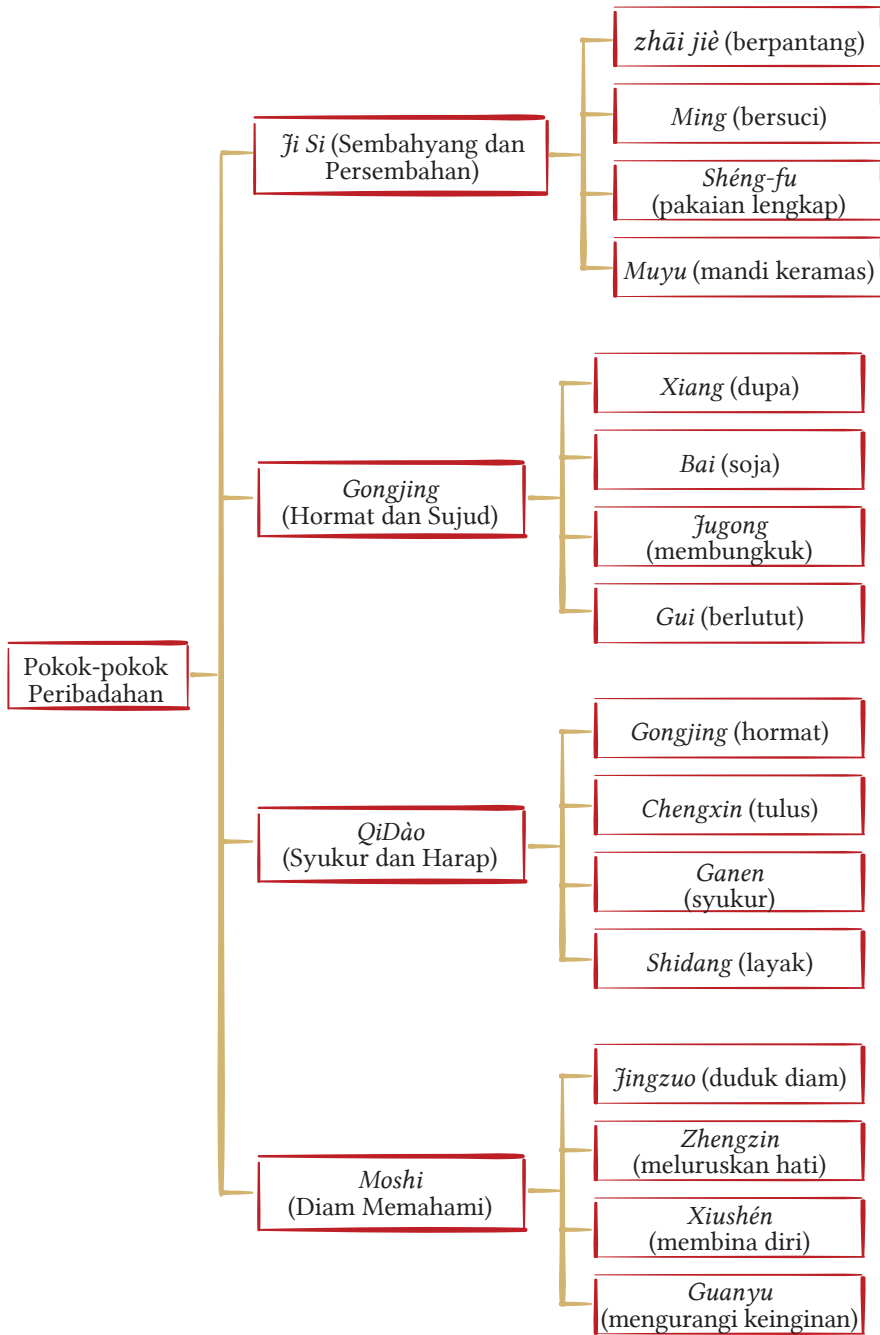 Pokok-pokok
Peribadahan
Ji Si (Sembahyang dan
Persembahan)
zhāi jiè (berpantang)
Ming (bersuci)
Shéng-fu
(pakaian lengkap)
Muyu (mandi keramas)
Gongjing
(Hormat dan Sujud)
Xiang (dupa)
Bai (soja)
Jugong
(membungkuk)
Gui (berlutut)
QiDào
(Syukur dan Harap)
Gongjing (hormat)
Chengxin (tulus)
Ganen
(syukur)
Shidang (layak)
Moshi
(Diam Memahami)
Jingzuo (duduk diam)
Zhengzin
(meluruskan hati)
Xiushén
(membina diri)
Guanyu
(mengurangi keinginan)